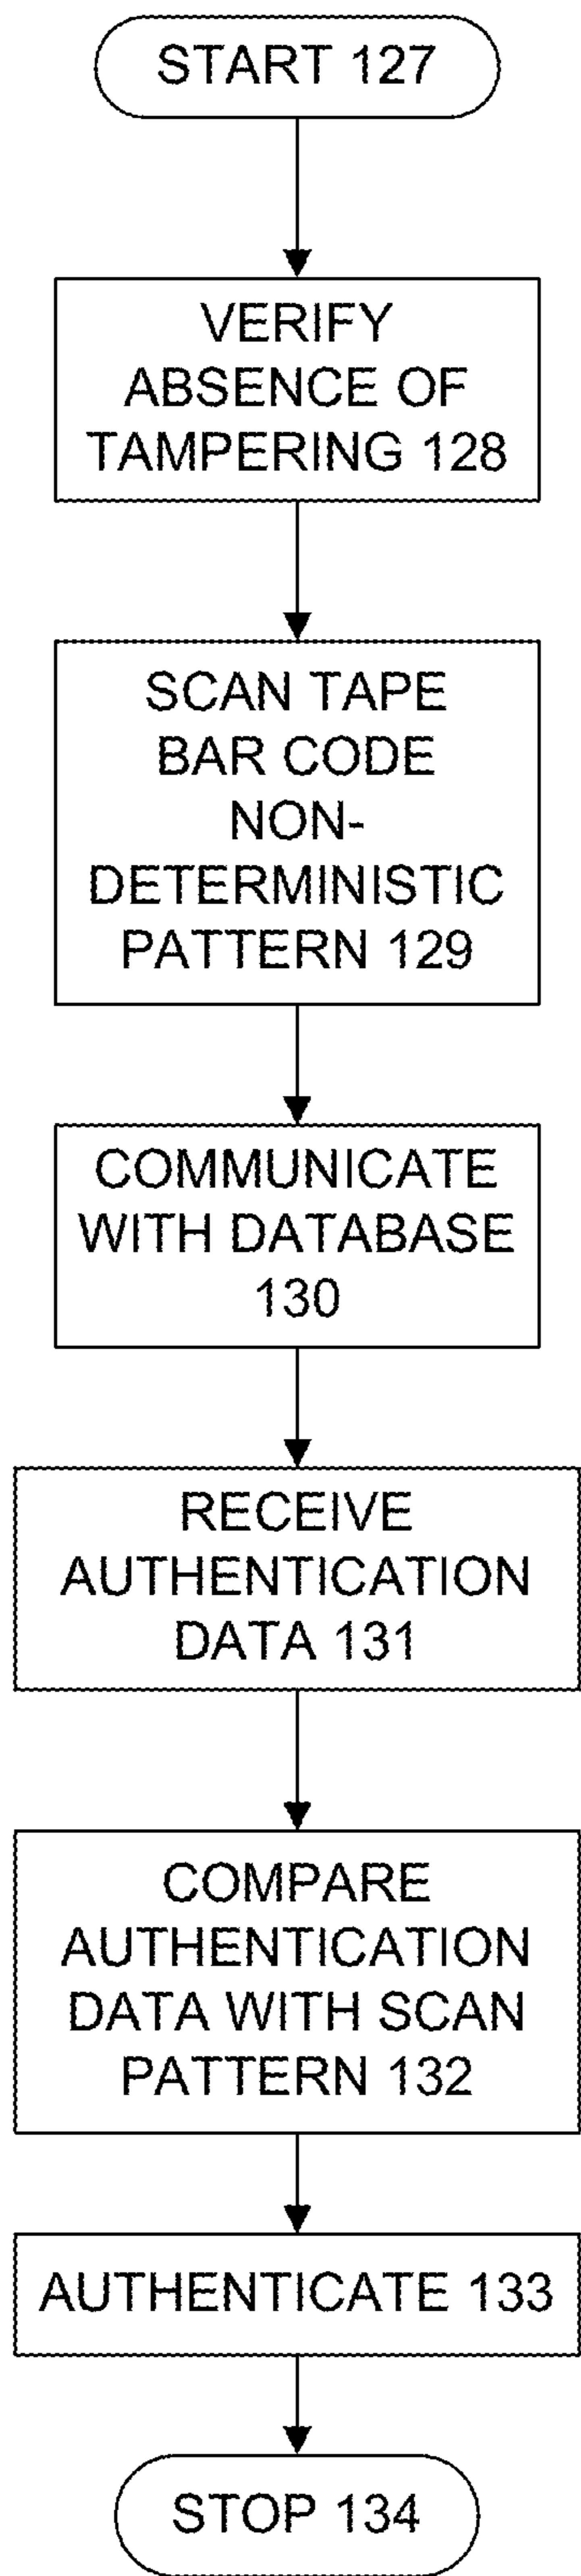 START 127
VERIFY
ABSENCE OF
TAMPERING 128
SCAN TAPE
BAR CODE
NON-
DETERMINISTIC
PATTERN 129
COMMUNICATE
WITH DATABASE
130
RECEIVE
AUTHENTICATION
DATA 131
COMPARE
AUTHENTICATION
DATA WITH SCAN
PATTERN 132
AUTHENTICATE 133
STOP 134